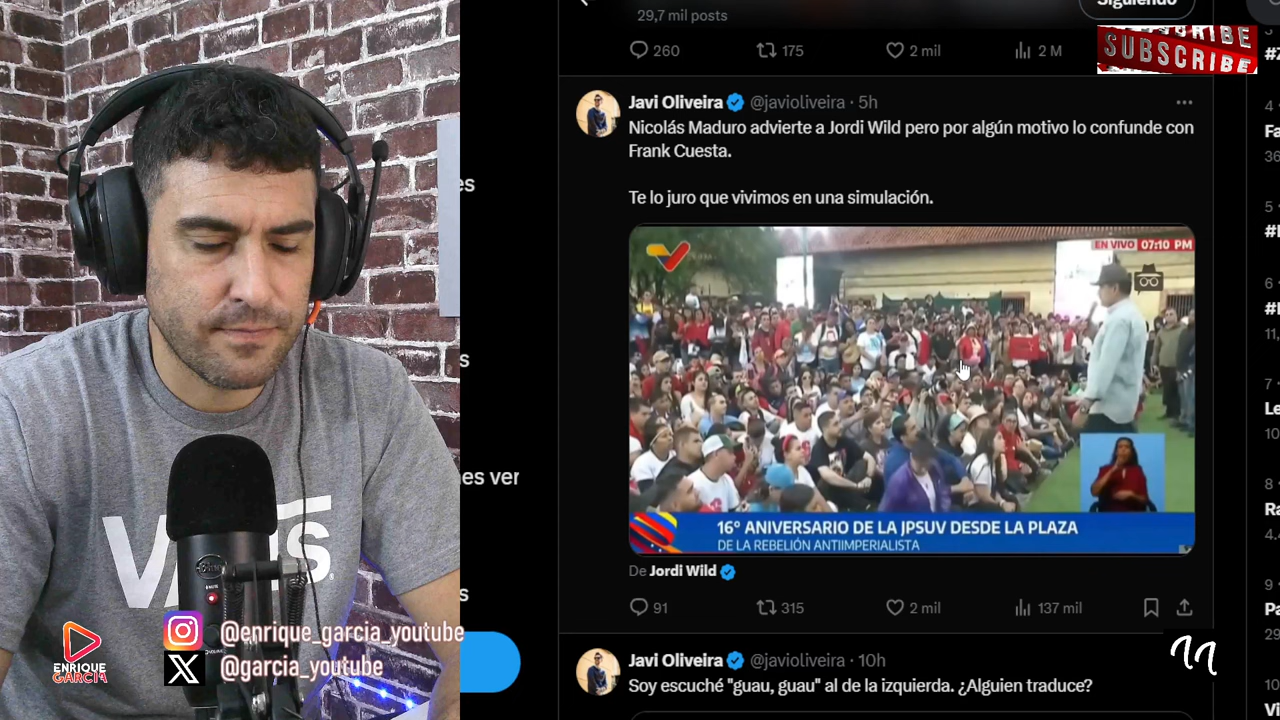 29,7 mil posts
Siguiendo
260 175 2 mil 2 M
SUBSCRIBE
Javi Oliveira @javioliveira · 5h
Nicolás Maduro advierte a Jordi Wild pero por algún motivo lo confunde con
Frank Cuesta.
Te lo juro que vivimos en una simulación.
EN VIVO 07:10 PM
16° ANIVERSARIO DE LA JPSUV DESDE LA PLAZA
DE LA REBELIÓN ANTIIMPERIALISTA
De Jordi Wild
91 315 2 mil 137 mil
Javi Oliveira @javioliveira · 10h
Soy escuché "guau, guau" al de la izquierda. ¿Alguien traduce?
es ver
@enrique_garcia_youtube
@garcia_youtube
ENRIQUE
GARCIA